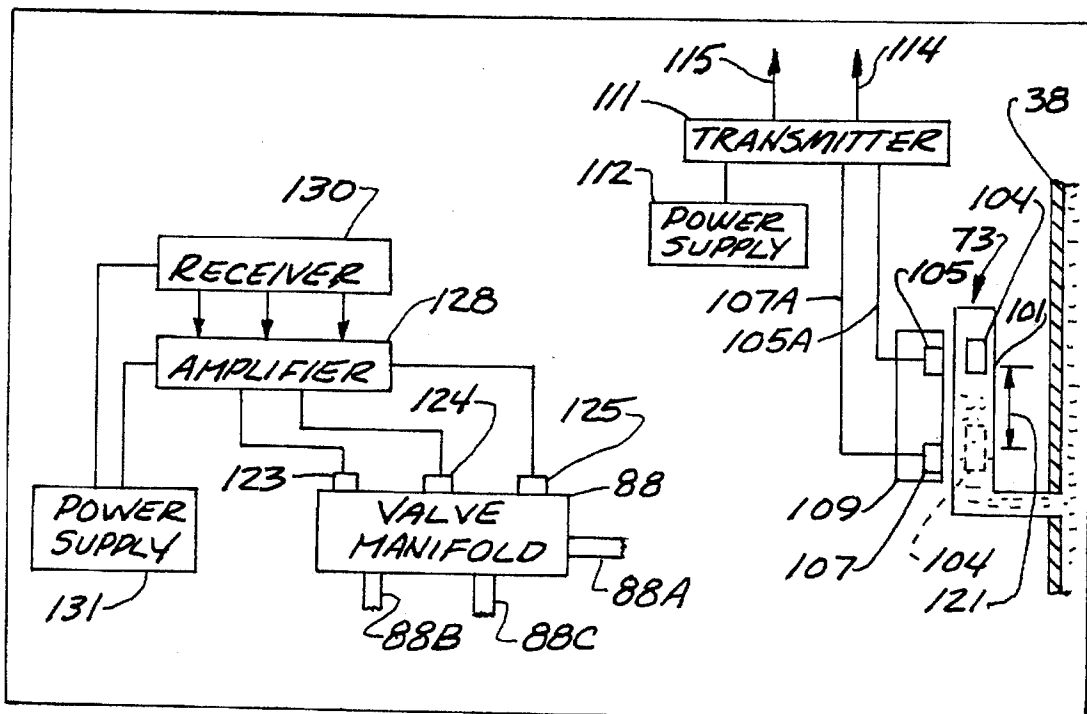 115
114
111
TRANSMITTER
38
112
POWER
SUPPLY
104
73
130
RECEIVER
107A
105
101
105A
128
AMPLIFIER
124
125
123
88
VALVE
MANIFOLD
109
POWER
SUPPLY
107
104
121
131
88A
88B
88C